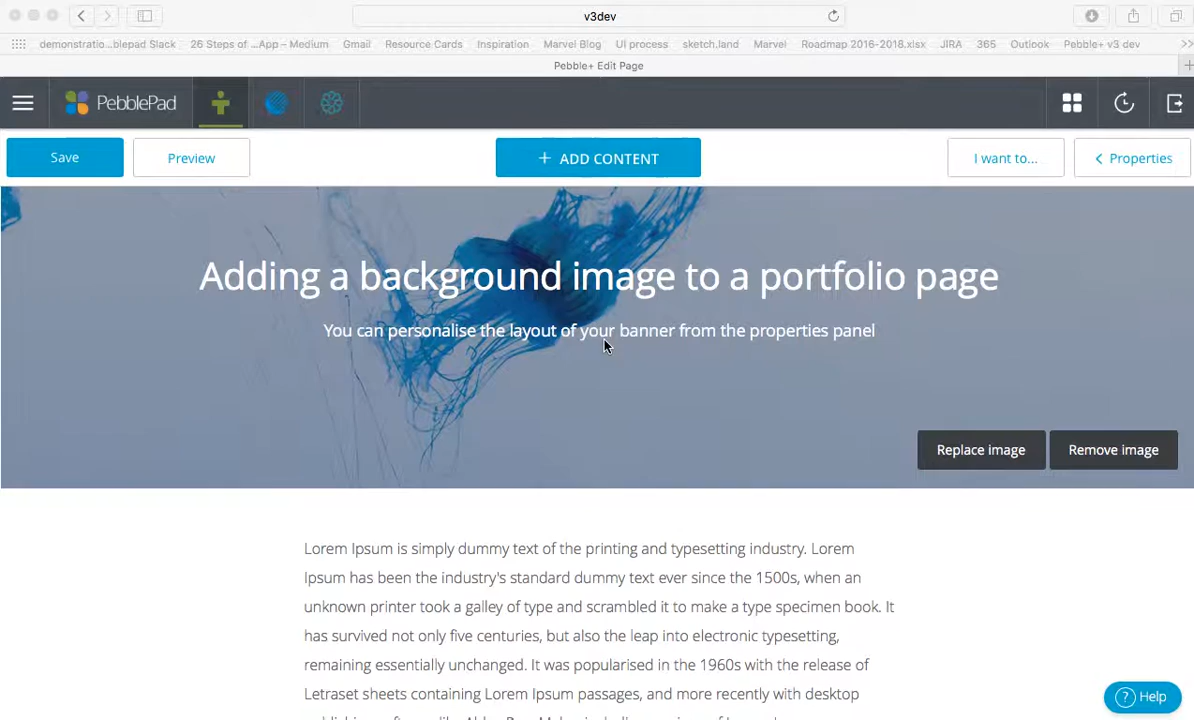 v3dev
demonstratio...blepad Slack 26 Steps of ...App – Medium Gmail Resource Cards Inspiration Marvel Blog UI process sketch.land Marvel Roadmap 2016-2018.xlsx JIRA 365 Outlook Pebble+ v3 dev
Pebble+ Edit Page
PebblePad
Save Preview + ADD CONTENT I want to... Properties
Adding a background image to a portfolio page
You can personalise the layout of your banner from the properties panel
Replace image Remove image
Lorem Ipsum is simply dummy text of the printing and typesetting industry. Lorem
Ipsum has been the industry's standard dummy text ever since the 1500s, when an
unknown printer took a galley of type and scrambled it to make a type specimen book. It
has survived not only five centuries, but also the leap into electronic typesetting,
remaining essentially unchanged. It was popularised in the 1960s with the release of
Letraset sheets containing Lorem Ipsum passages, and more recently with desktop
? Help